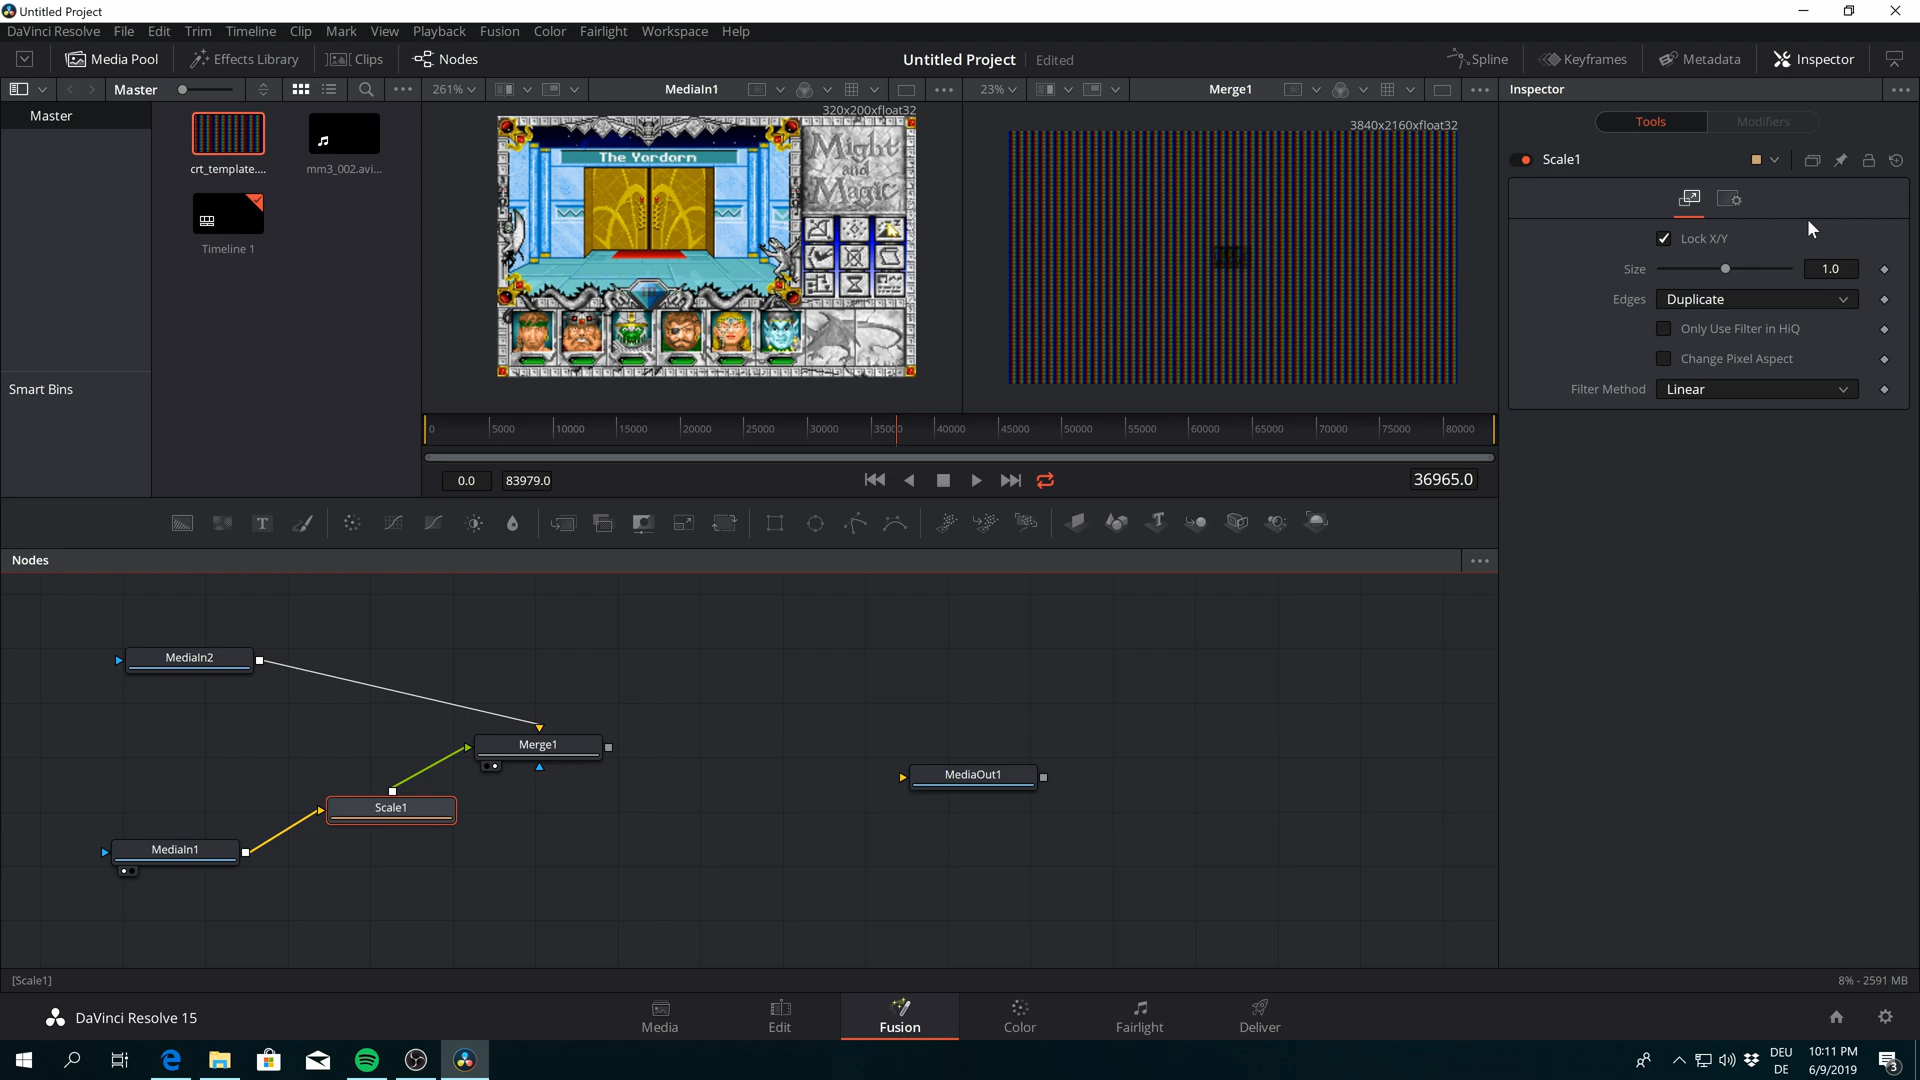 Untitled Project
DaVinci Resolve File Edit Trim Timeline Clip Mark View Playback Fusion Color Fairlight Workspace Help
Media Pool Effects Library Clips Nodes Untitled Project Edited Spline Keyframes Metadata Inspector
Master 261% MediaIn1 23% Merge1 Inspector
Master
320x200xfloat32
3840x2160xfloat32
Tools Modifiers
The Yardarn
Might
and
Magic
crt_template.... mm3_002.avi...
Scale1
Timeline 1
Lock X/Y
Size 1.0
Edges Duplicate
Only Use Filter in HiQ
Change Pixel Aspect
Filter Method Linear
Smart Bins
0 5000 10000 15000 20000 25000 30000 35000 40000 45000 50000 55000 60000 65000 70000 75000 80000
0.0 83979.0 36965.0
T
Nodes
MediaIn2
Merge1
MediaOut1
Scale1
MediaIn1
[Scale1] 8% - 2591 MB
DaVinci Resolve 15 Media Edit Fusion Color Fairlight Deliver
DEU
DE
10:11 PM
6/9/2019
3